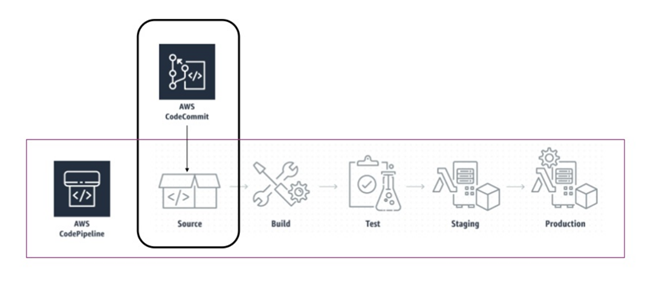 AWS
CodeCommit
</>
</>
AWS
CodePipeline
Source
Build
Test
Staging
Production